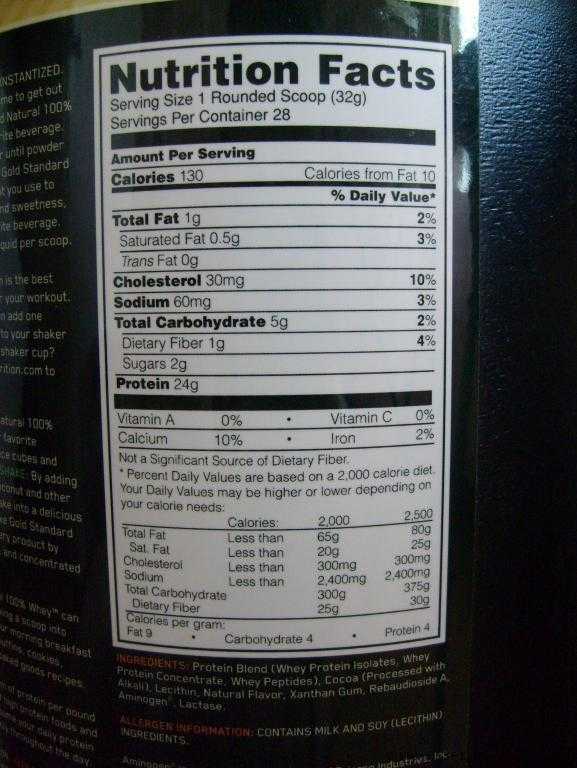 INSTANTIZED.
me to get out
Natural 100%
ite beverage.
r until powder
Gold Standard
t you use to
nd sweetness,
ite beverage.
quid per scoop.
is the best
your workout.
add one
to your shaker
shaker cup?
rition.com to
atural 100%
favorite
ice cubes and
SHAKE: By adding
conut and other
ake into a delicious
Gold Standard
product by
and concentrated
100% Whey™ can
a scoop into
morning breakfast
cookies,
baked goods recipes.
of protein per pound
protein foods and
your daily protein
throughout the day.
Nutrition Facts
Serving Size 1 Rounded Scoop (32g)
Servings Per Container 28
Amount Per Serving
Calories 130 Calories from Fat 10
% Daily Value*
Total Fat 1g 2%
Saturated Fat 0.5g 3%
Trans Fat 0g
Cholesterol 30mg 10%
Sodium 60mg 3%
Total Carbohydrate 5g 2%
Dietary Fiber 1g 4%
Sugars 2g
Protein 24g
Vitamin A 0% • Vitamin C 0%
Calcium 10% • Iron 2%
Not a Significant Source of Dietary Fiber.
* Percent Daily Values are based on a 2,000 calorie diet.
Your Daily Values may be higher or lower depending on
your calorie needs:
Calories: 2,000 2,500
Total Fat Less than 65g 80g
Sat. Fat Less than 20g 25g
Cholesterol Less than 300mg 300mg
Sodium Less than 2,400mg 2,400mg
Total Carbohydrate 300g 375g
Dietary Fiber 25g 30g
Calories per gram:
Fat 9 • Carbohydrate 4 • Protein 4
INGREDIENTS: Protein Blend (Whey Protein Isolates, Whey
Protein Concentrate, Whey Peptides), Cocoa (Processed with
Alkali), Lecithin, Natural Flavor, Xanthan Gum, Rebaudioside A,
Aminogen®, Lactase.
ALLERGEN INFORMATION: CONTAINS MILK AND SOY (LECITHIN)
INGREDIENTS.
Aminogen Industries, Inc.